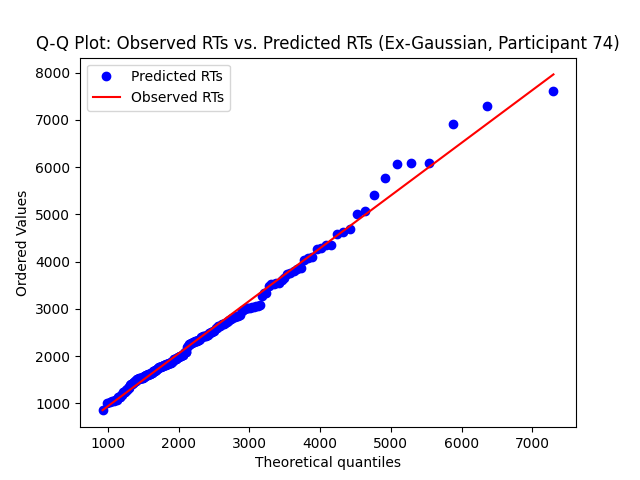 Q-Q Plot: Observed RTs vs. Predicted RTs (Ex-Gaussian, Participant 74)
Predicted RTs
Observed RTs
8000
7000
6000
5000
4000
3000
2000
1000
Ordered Values
1000 2000 3000 4000 5000 6000 7000
Theoretical quantiles